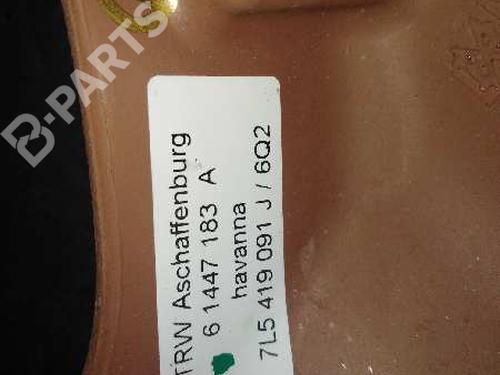 TRW Aschaffenburg
6 1447 183 A
havanna
7L5 419 091 J / 6Q2
B-PARTS